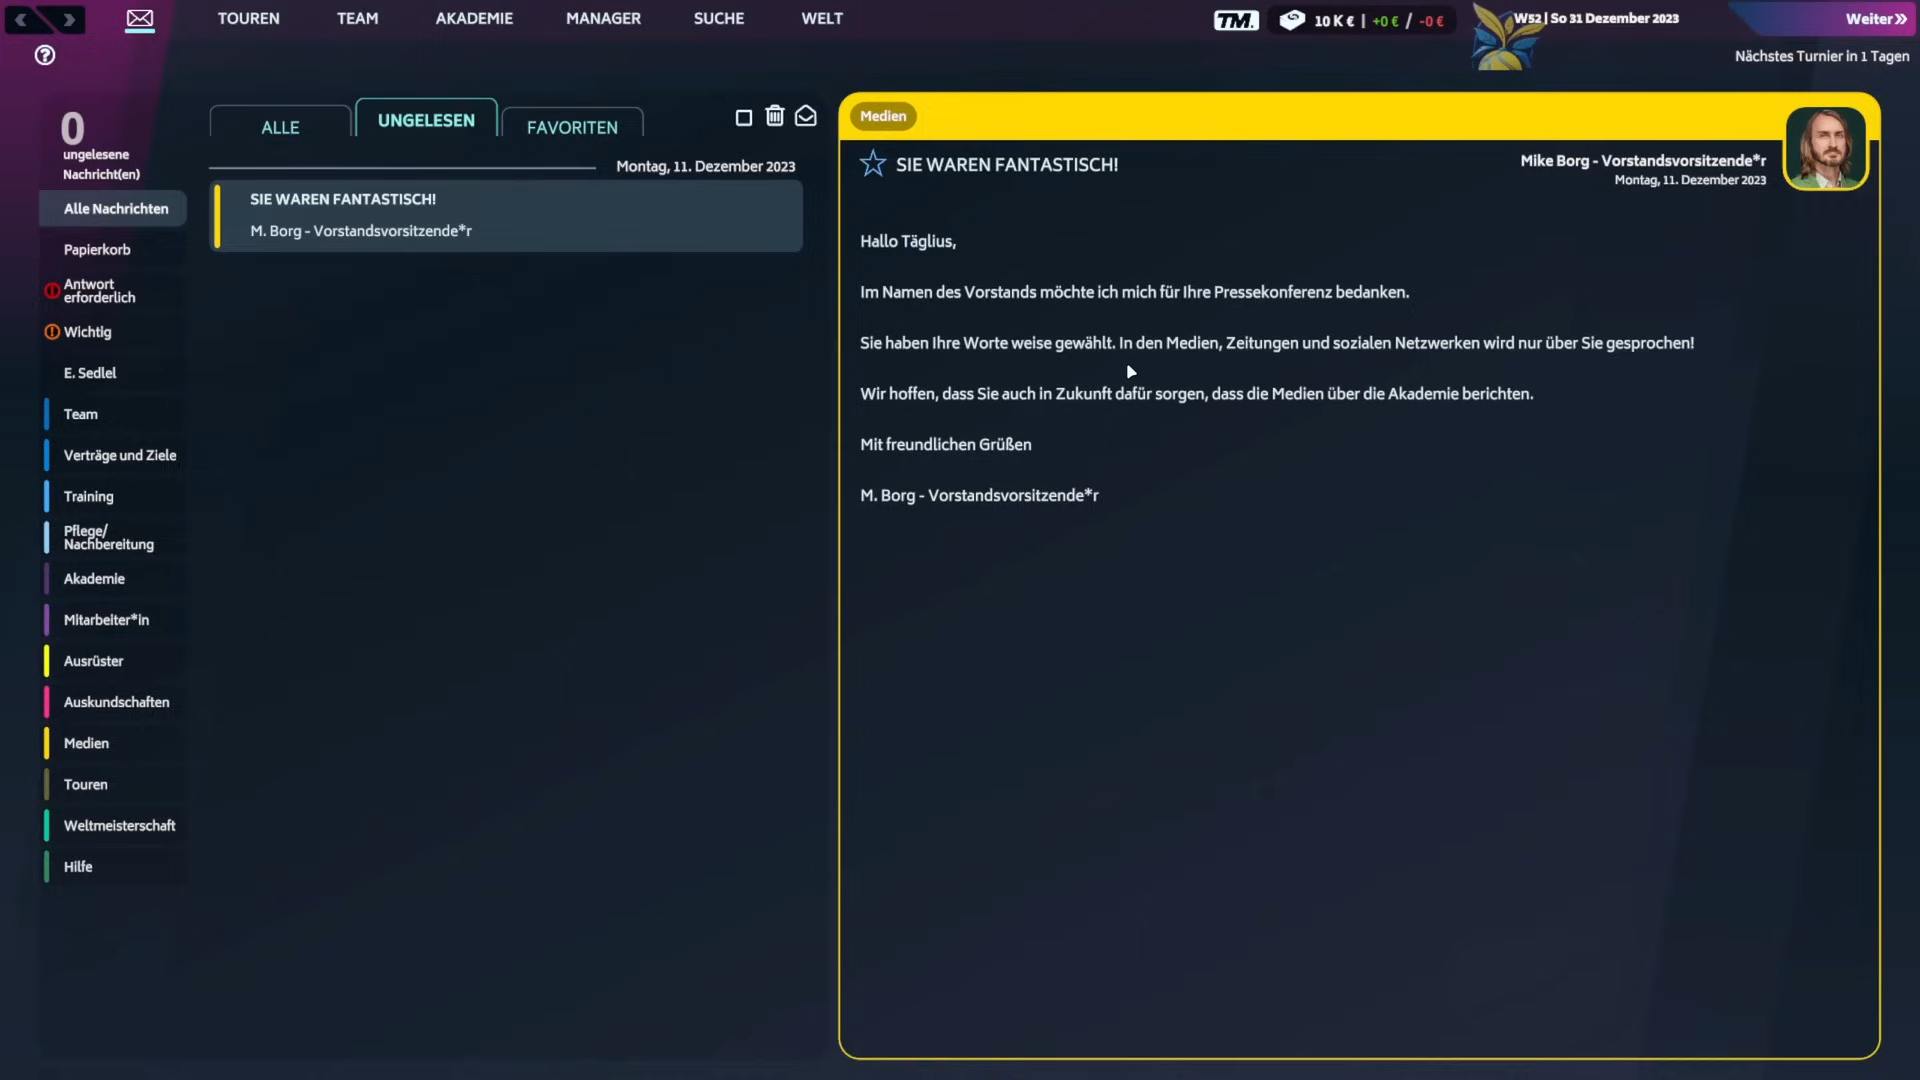 TOUREN TEAM AKADEMIE MANAGER SUCHE WELT
TM. 10 K € | +0 € / -0 €
W52 | So 31 Dezember 2023
Weiter
Nächstes Turnier in 1 Tagen
0
ungelesene
Nachricht(en)
Alle Nachrichten
Papierkorb
Antwort
erforderlich
Wichtig
E. Sedlel
Team
Verträge und Ziele
Training
Pflege/
Nachbereitung
Akademie
Mitarbeiter*in
Ausrüster
Auskundschaften
Medien
Touren
Weltmeisterschaft
Hilfe
ALLE UNGELESEN FAVORITEN
Montag, 11. Dezember 2023
SIE WAREN FANTASTISCH!
M. Borg - Vorstandsvorsitzende*r
Medien
SIE WAREN FANTASTISCH!
Mike Borg - Vorstandsvorsitzende*r
Montag, 11. Dezember 2023
Hallo Täglius,
Im Namen des Vorstands möchte ich mich für Ihre Pressekonferenz bedanken.
Sie haben Ihre Worte weise gewählt. In den Medien, Zeitungen und sozialen Netzwerken wird nur über Sie gesprochen!
Wir hoffen, dass Sie auch in Zukunft dafür sorgen, dass die Medien über die Akademie berichten.
Mit freundlichen Grüßen
M. Borg - Vorstandsvorsitzende*r